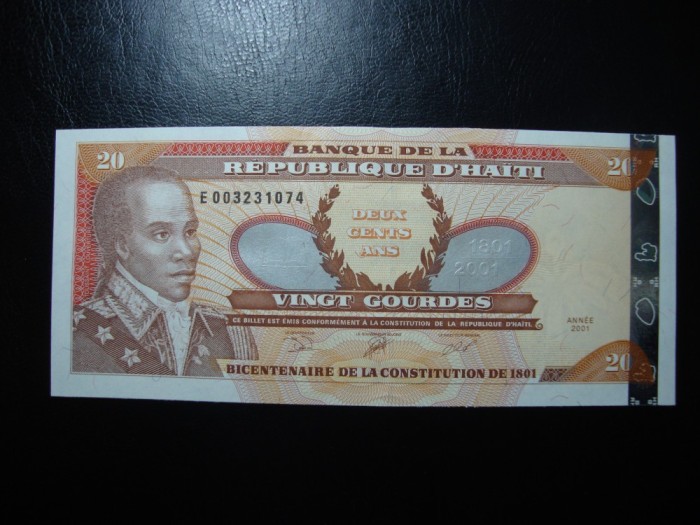 20
BANQUE DE LA
RÉPUBLIQUE D'HAÏTI
20
E 003231074
DEUX
CENTS
ANS
1801
2001
VINGT GOURDES
CE BILLET EST ÉMIS CONFORMÉMENT À LA CONSTITUTION DE LA RÉPUBLIQUE D'HAÏTI.
ANNÉE
2001
20
BICENTENAIRE DE LA CONSTITUTION DE 1801